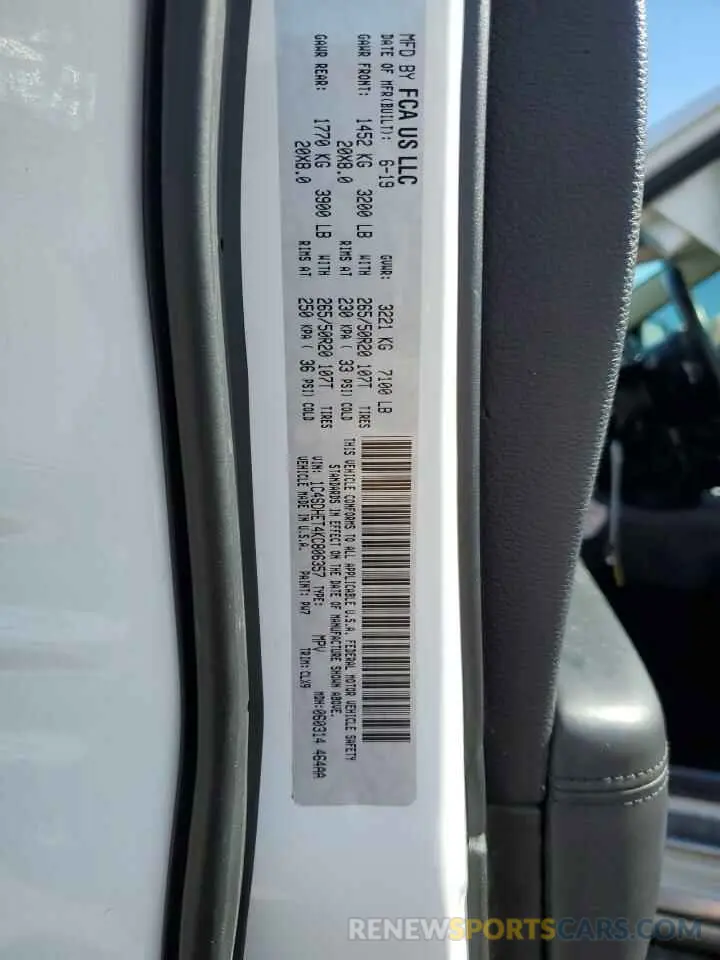 MFD BY FCA US LLC
DATE OF MFR(BUILT): 6-19 GVWR: 3221 KG 7100 LB
GAWR FRONT: 1452 KG 3200 LB WITH 265/50R20 107T TIRES
20X8.0 RIMS AT 230 KPA ( 33 PSI) COLD
GAWR REAR: 1770 KG 3900 LB WITH 265/50R20 107T TIRES
20X8.0 RIMS AT 250 KPA ( 36 PSI) COLD
THIS VEHICLE CONFORMS TO ALL APPLICABLE U.S.A. FEDERAL MOTOR VEHICLE SAFETY
STANDARDS IN EFFECT ON THE DATE OF MANUFACTURE SHOWN ABOVE.
VIN: 1C4SDHET4KC806357 TYPE: MPV MDH:060314 464AA
VEHICLE MADE IN U.S.A. PAINT: PW7 TRIM:CLX9
RENEWSPORTSCARS.COM